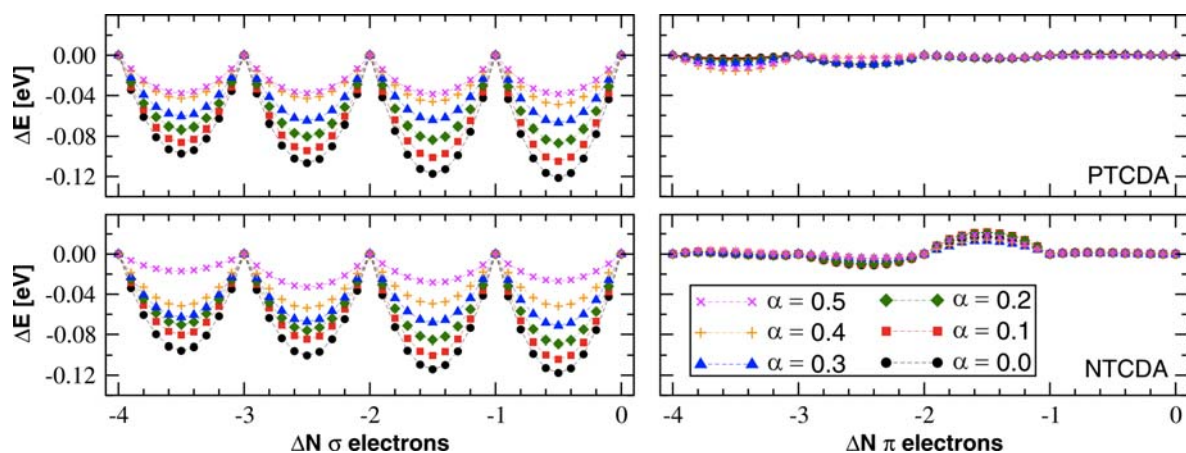 0.00
-0.04
-0.08
-0.12
ΔE [eV]
PTCDA
0.00
-0.04
-0.08
-0.12
ΔE [eV]
α = 0.5
α = 0.2
α = 0.4
α = 0.1
α = 0.3
α = 0.0
NTCDA
-4
-3
-2
-1
0
-4
-3
-2
-1
0
ΔN σ electrons
ΔN π electrons